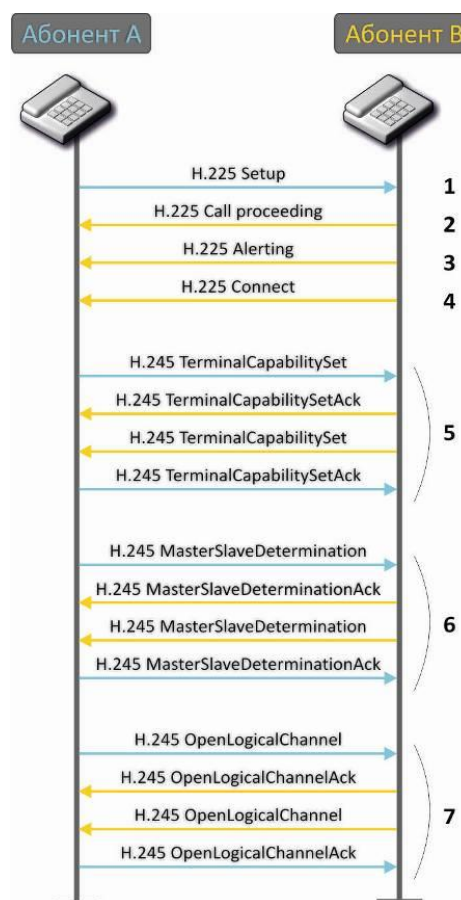 Абонент А
Абонент В
H.225 Setup
1
H.225 Call proceeding
2
H.225 Alerting
3
H.225 Connect
4
H.245 TerminalCapabilitySet
H.245 TerminalCapabilitySetAck
5
H.245 TerminalCapabilitySet
H.245 TerminalCapabilitySetAck
H.245 MasterSlaveDetermination
H.245 MasterSlaveDeterminationAck
6
H.245 MasterSlaveDetermination
H.245 MasterSlaveDeterminationAck
H.245 OpenLogicalChannel
H.245 OpenLogicalChannelAck
7
H.245 OpenLogicalChannel
H.245 OpenLogicalChannelAck